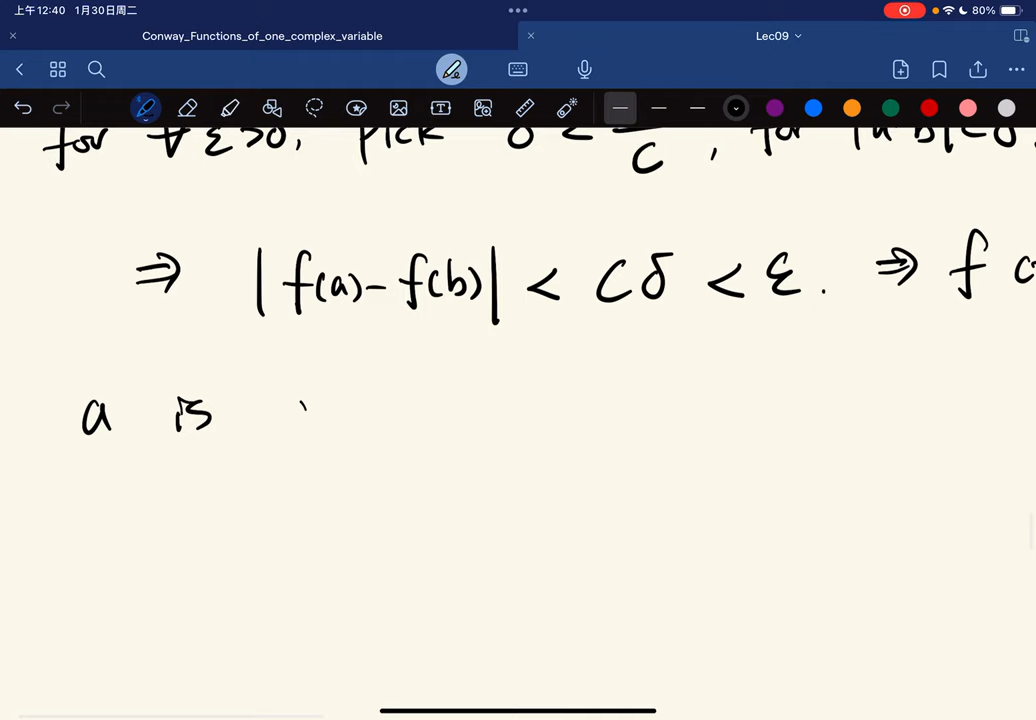 上午12:40 1月30日周二 80%
Conway_Functions_of_one_complex_variable Lec09
for ∀ ε>0, pick δ < C , for |a-b|<δ
⇒ |f(a)-f(b)| < Cδ < ε. ⇒ f
a is